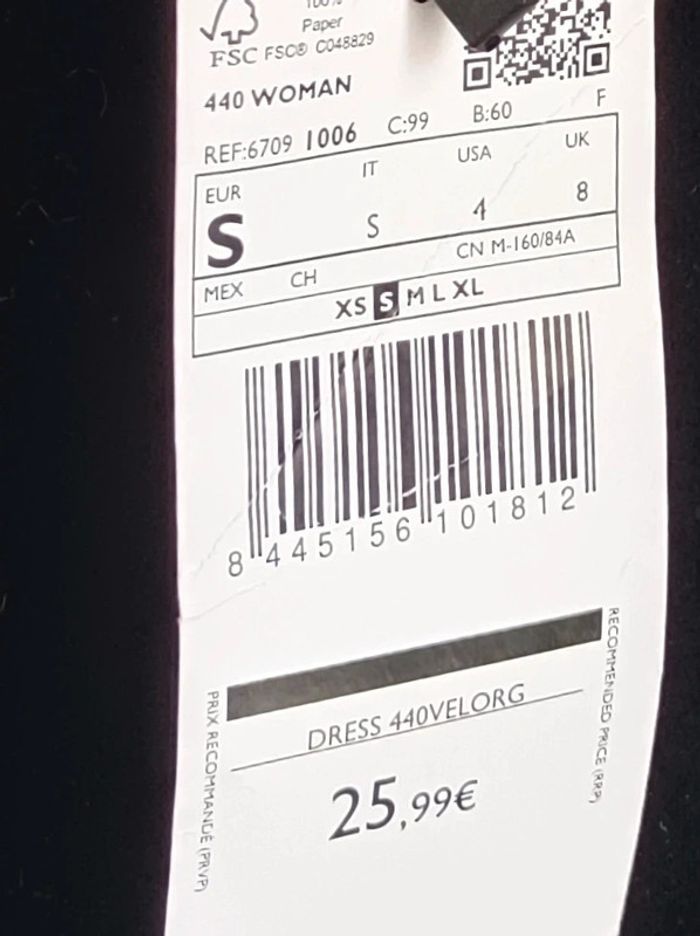 100%
Paper
FSC FSC® C048829
440 WOMAN
REF:6709 1006 C:99 B:60 F
EUR IT USA UK
S S 4 8
MEX CH CN M-160/84A
XS S M L XL
8 445156 101812
RECOMMENDED PRICE (RRP)
PRIX RECOMMANDÉ (PRVP)
DRESS 440VELORG
25,99€